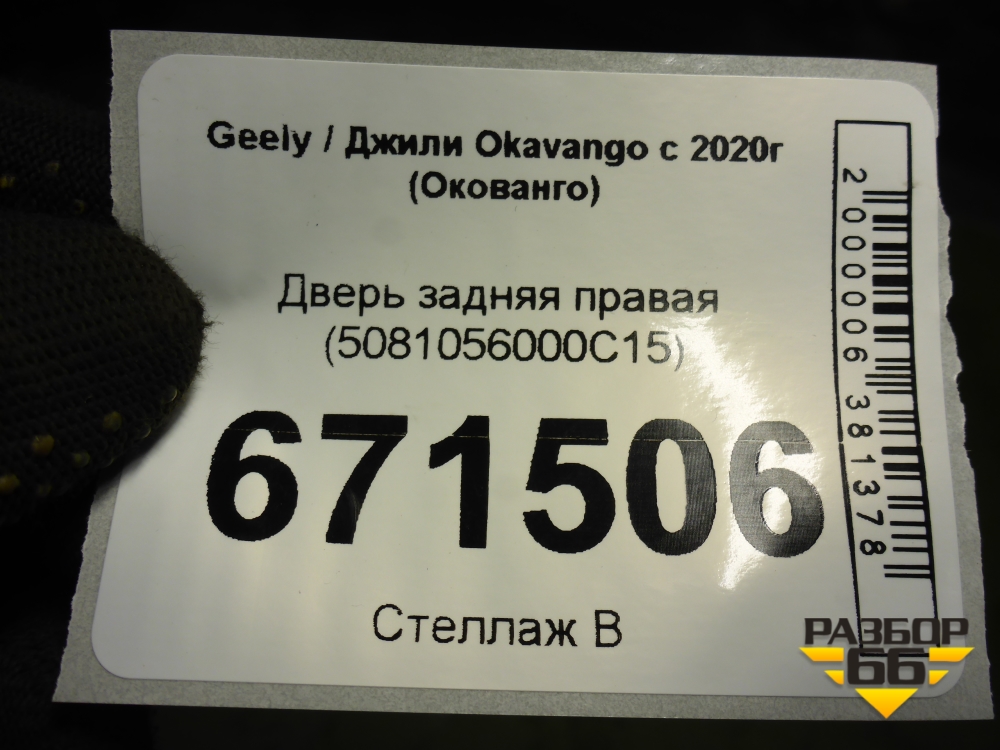 Geely / Джили Okavango с 2020г
(Окованго)
Дверь задняя правая
(5081056000C15)
671506
Стеллаж В
2000006381378
РАЗБОР
66